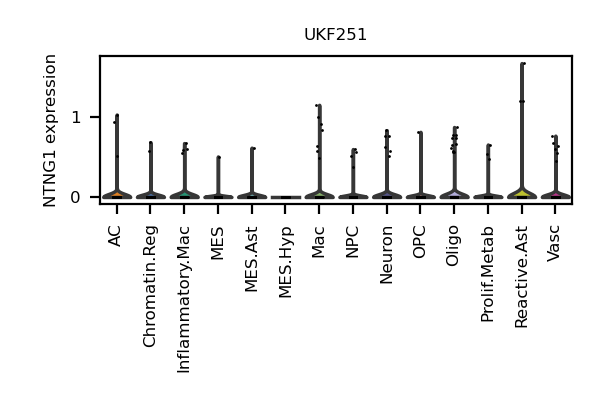 UKF251
NTNG1 expression
1
0
AC
Chromatin.Reg
Inflammatory.Mac
MES
MES.Ast
MES.Hyp
Mac
NPC
Neuron
OPC
Oligo
Prolif.Metab
Reactive.Ast
Vasc